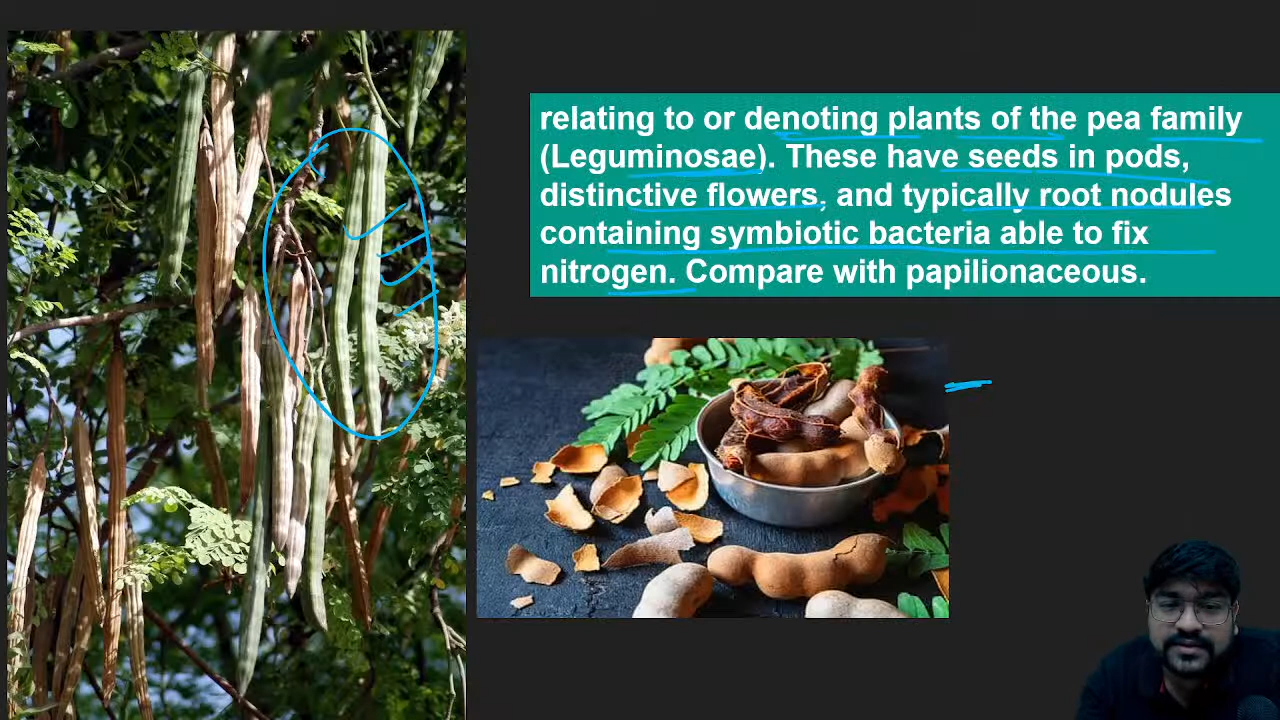 relating to or denoting plants of the pea family
(Leguminosae). These have seeds in pods,
distinctive flowers, and typically root nodules
containing symbiotic bacteria able to fix
nitrogen. Compare with papilionaceous.